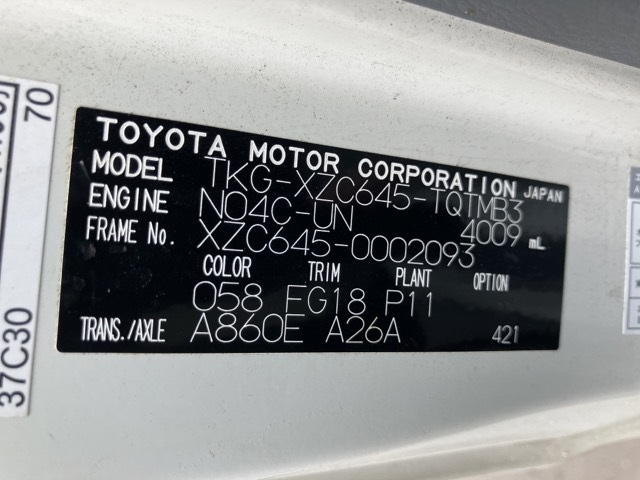 TOYOTA MOTOR CORPORATION JAPAN
MODEL TKG-XZC645-TQTMB3
ENGINE N04C-UN 4009 mL
FRAME No. XZC645-0002093
COLOR TRIM PLANT OPTION
058 FG18 P11
TRANS./AXLE A860E A26A 421
70
37C30